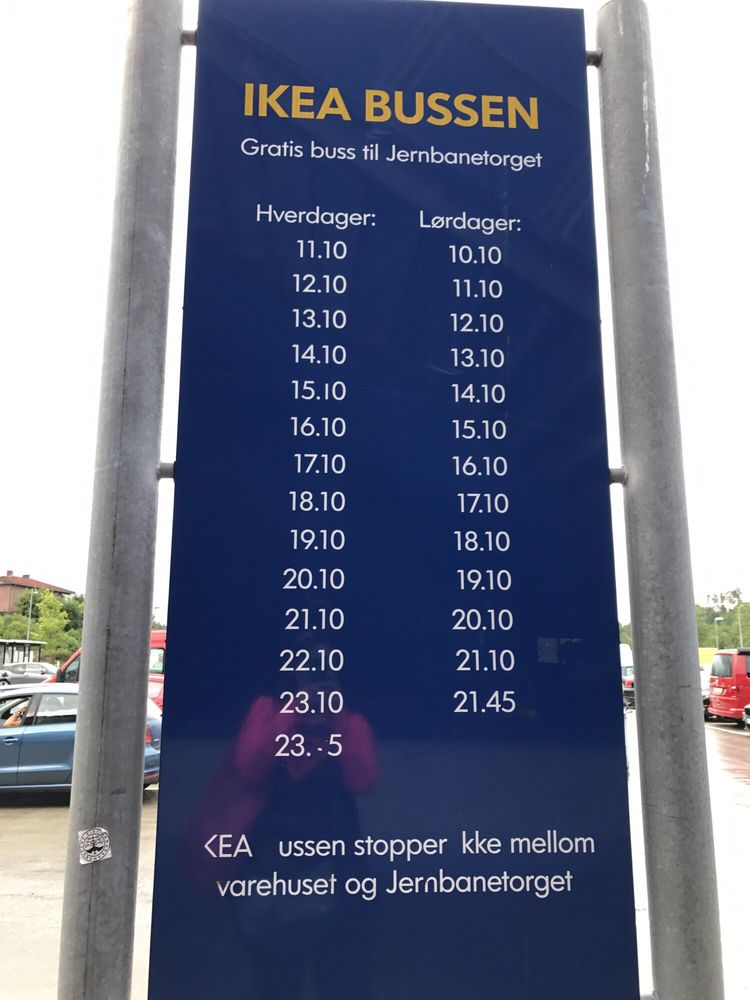 IKEA BUSSEN
Gratis buss til Jernbanetorget
Hverdager: Lørdager:
11.10 10.10
12.10 11.10
13.10 12.10
14.10 13.10
15.10 14.10
16.10 15.10
17.10 16.10
18.10 17.10
19.10 18.10
20.10 19.10
21.10 20.10
22.10 21.10
23.10 21.45
23.-5
KEA ussen stopper kke mellom
varehuset og Jernbanetorget